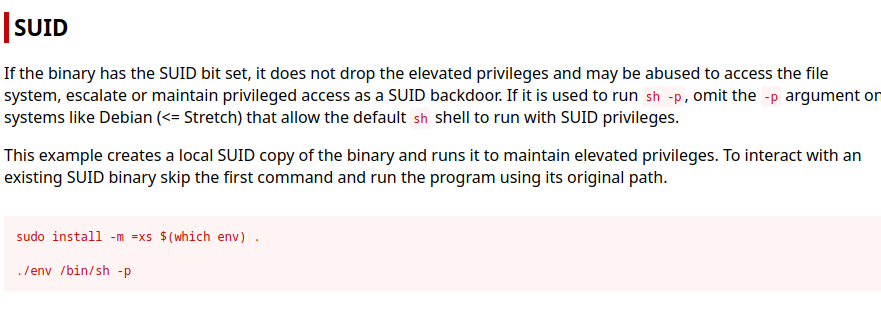 SUID
If the binary has the SUID bit set, it does not drop the elevated privileges and may be abused to access the file
system, escalate or maintain privileged access as a SUID backdoor. If it is used to run sh -p, omit the -p argument on
systems like Debian (<= Stretch) that allow the default sh shell to run with SUID privileges.
This example creates a local SUID copy of the binary and runs it to maintain elevated privileges. To interact with an
existing SUID binary skip the first command and run the program using its original path.
sudo install -m =xs $(which env) .
./env /bin/sh -p